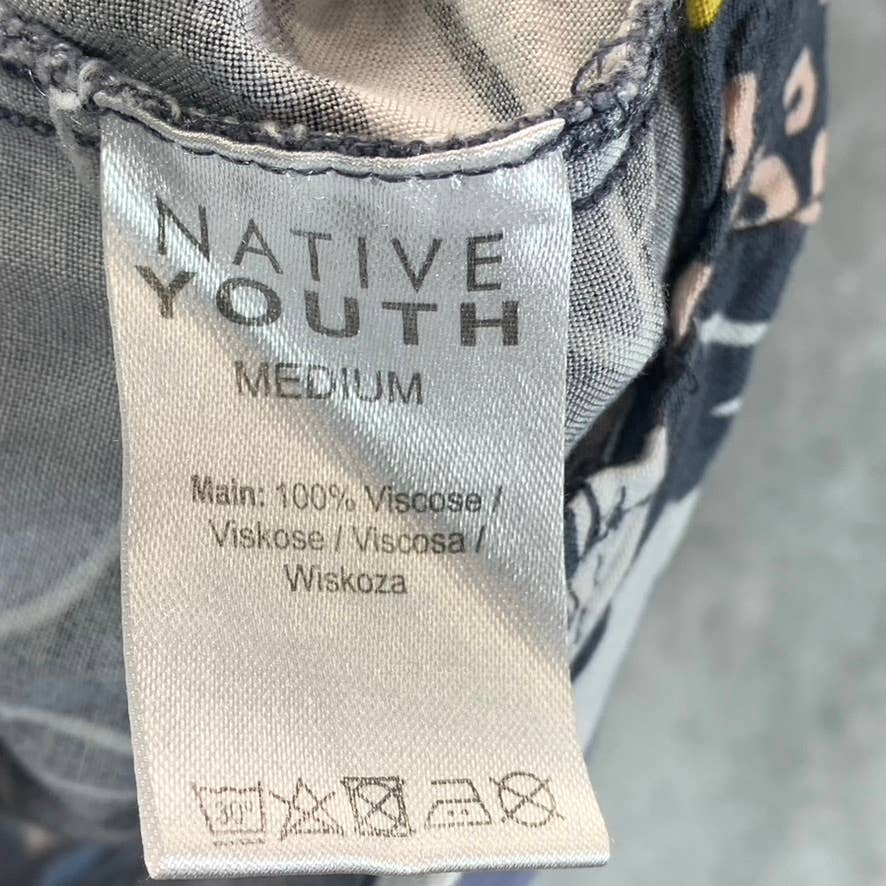 NATIVE
YOUTH
MEDIUM
Main: 100% Viscose /
Viskose / Viscosa /
Wiskoza
30°